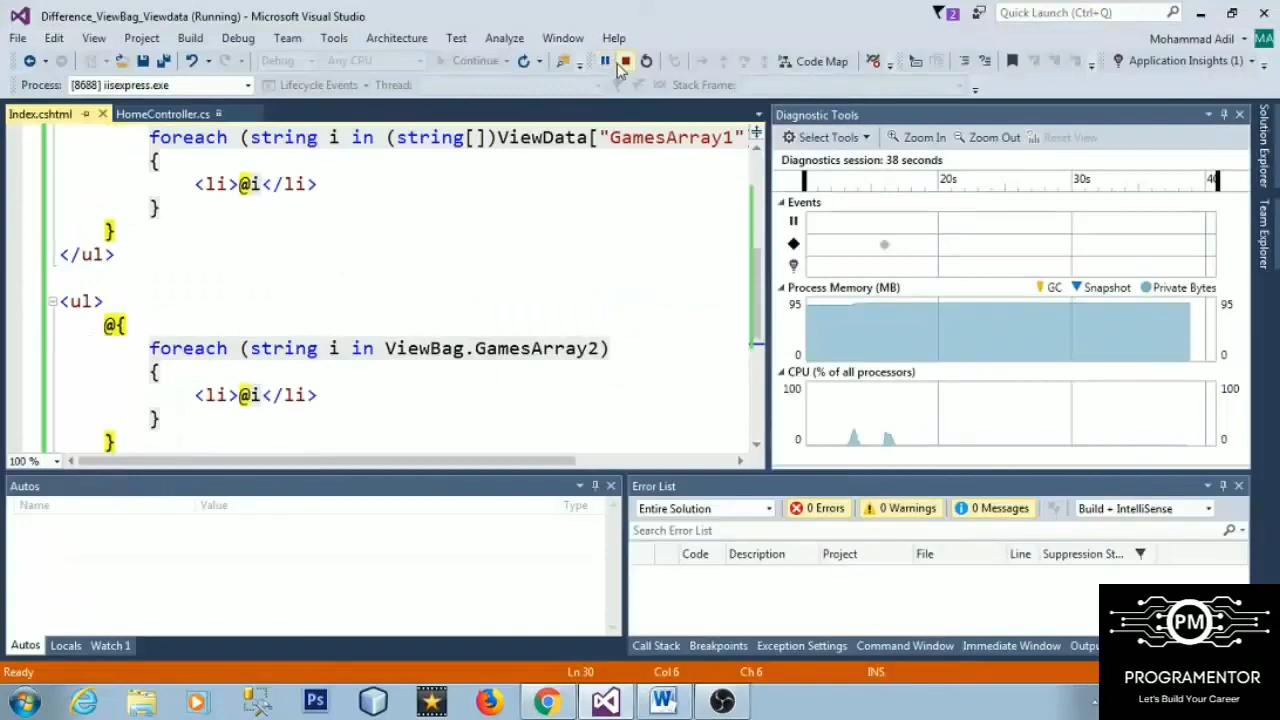 Difference_ViewBag_Viewdata (Running) - Microsoft Visual Studio
2
Quick Launch (Ctrl+Q)
File Edit View Project Build Debug Team Tools Architecture Test Analyze Window Help
Mohammad Adil MA
Debug Any CPU Continue Code Map Application Insights (1)
Process: [8688] iisexpress.exe Lifecycle Events Thread: Stack Frame:
Index.cshtml HomeController.cs
foreach (string i in (string[])ViewData["GamesArray1"
{
<li>@i</li>
}
}
</ul>
<ul>
@{
foreach (string i in ViewBag.GamesArray2)
{
<li>@i</li>
}
}
100 %
Diagnostic Tools
Select Tools Zoom In Zoom Out Reset View
Diagnostics session: 38 seconds
20s 30s 40
Events
Process Memory (MB) GC Snapshot Private Bytes
95 95
0 0
CPU (% of all processors)
100 100
0 0
Solution Explorer
Team Explorer
Autos
Name Value Type
Autos Locals Watch 1
Error List
Entire Solution 0 Errors 0 Warnings 0 Messages Build + IntelliSense
Search Error List
Code Description Project File Line Suppression St...
Call Stack Breakpoints Exception Settings Command Window Immediate Window Outpu
Ready Ln 30 Col 6 Ch 6 INS
Ps W
PM
PROGRAMENTOR
Let's Build Your Career